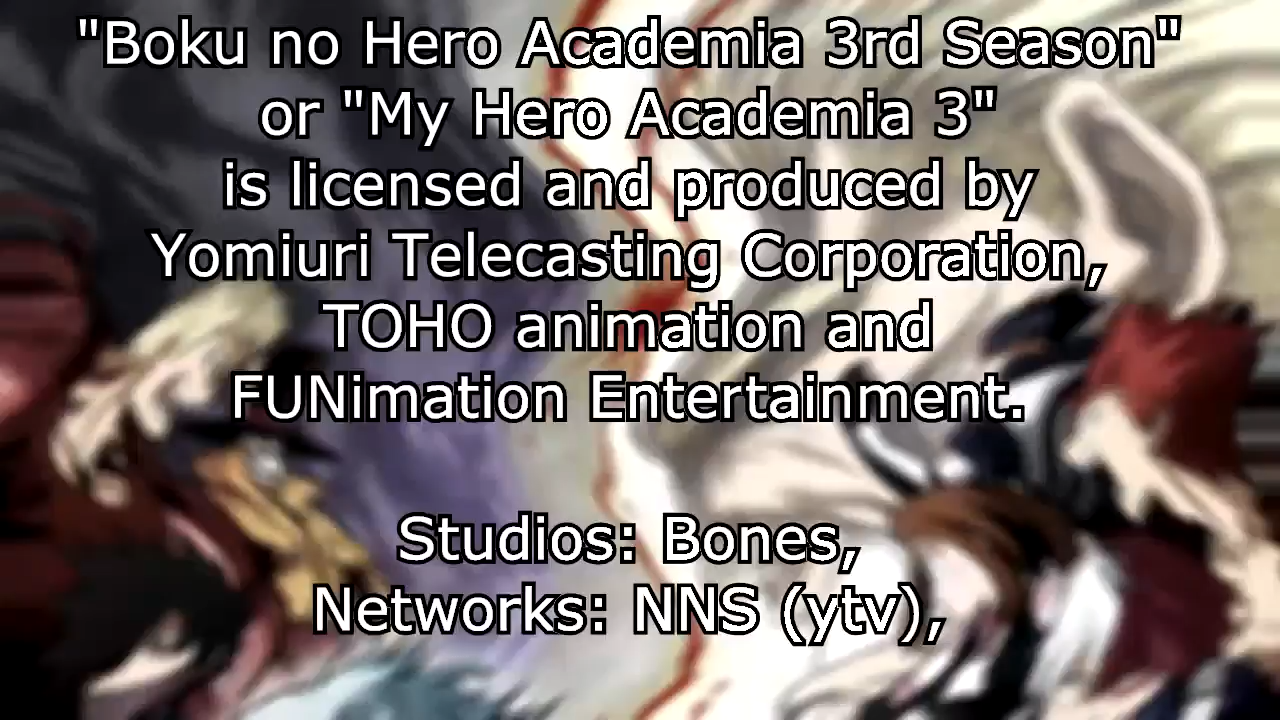 "Boku no Hero Academia 3rd Season"
or "My Hero Academia 3"
is licensed and produced by
Yomiuri Telecasting Corporation,
TOHO animation and
FUNimation Entertainment.
Studios: Bones,
Networks: NNS (ytv),